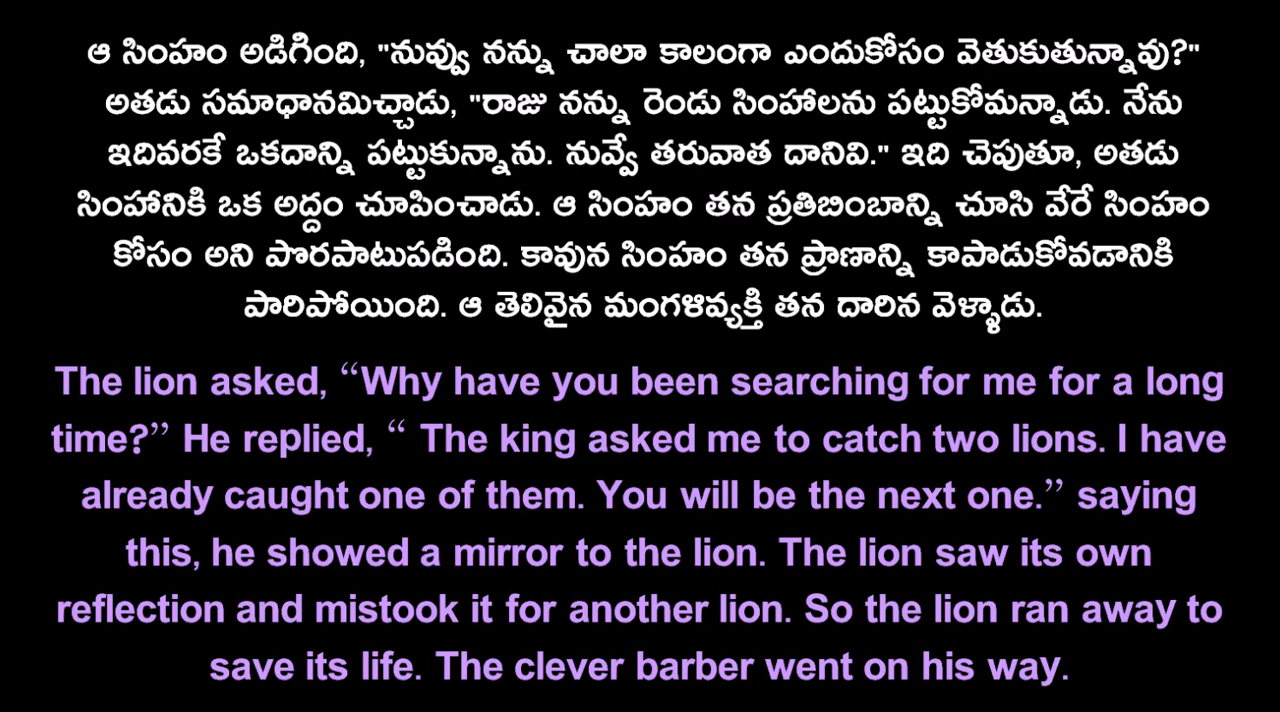 ఆ సింహం అడిగింది, "నువ్వు నన్ను చాలా కాలంగా ఎందుకోసం వెతుకుతున్నావు?"
అతడు సమాధానమిచ్చాడు, "రాజు నన్ను రెండు సింహాలను పట్టుకోమన్నాడు. నేను
ఇదివరకే ఒకదాన్ని పట్టుకున్నాను. నువ్వే తరువాత దానివి." ఇది చెపుతూ, అతడు
సింహానికి ఒక అద్దం చూపించాడు. ఆ సింహం తన ప్రతిబింబాన్ని చూసి వేరే సింహం
కోసం అని పొరపాటుపడింది. కావున సింహం తన ప్రాణాన్ని కాపాడుకోవడానికి
పారిపోయింది. ఆ తెలివైన మంగళివ్యక్తి తన దారిన వెళ్ళాడు.
The lion asked, “Why have you been searching for me for a long
time?” He replied, “ The king asked me to catch two lions. I have
already caught one of them. You will be the next one.” saying
this, he showed a mirror to the lion. The lion saw its own
reflection and mistook it for another lion. So the lion ran away to
save its life. The clever barber went on his way.